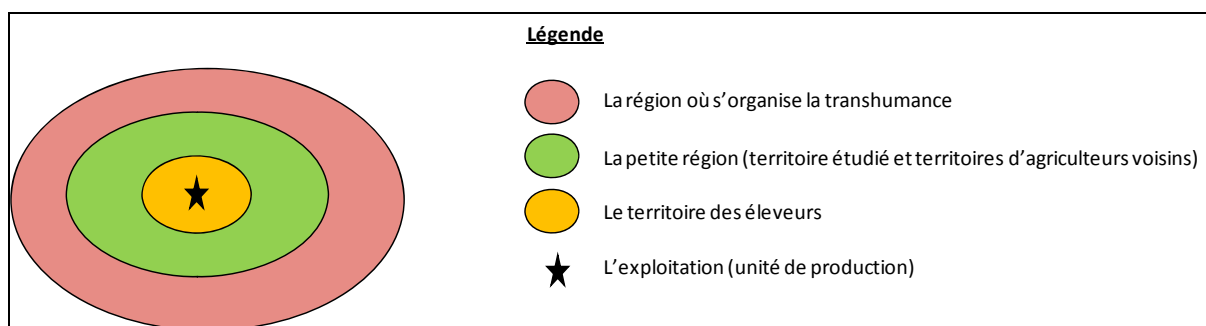 Légende
La région où s'organise la transhumance
La petite région (territoire étudié et territoires d'agriculteurs voisins)
Le territoire des éleveurs
L'exploitation (unité de production)